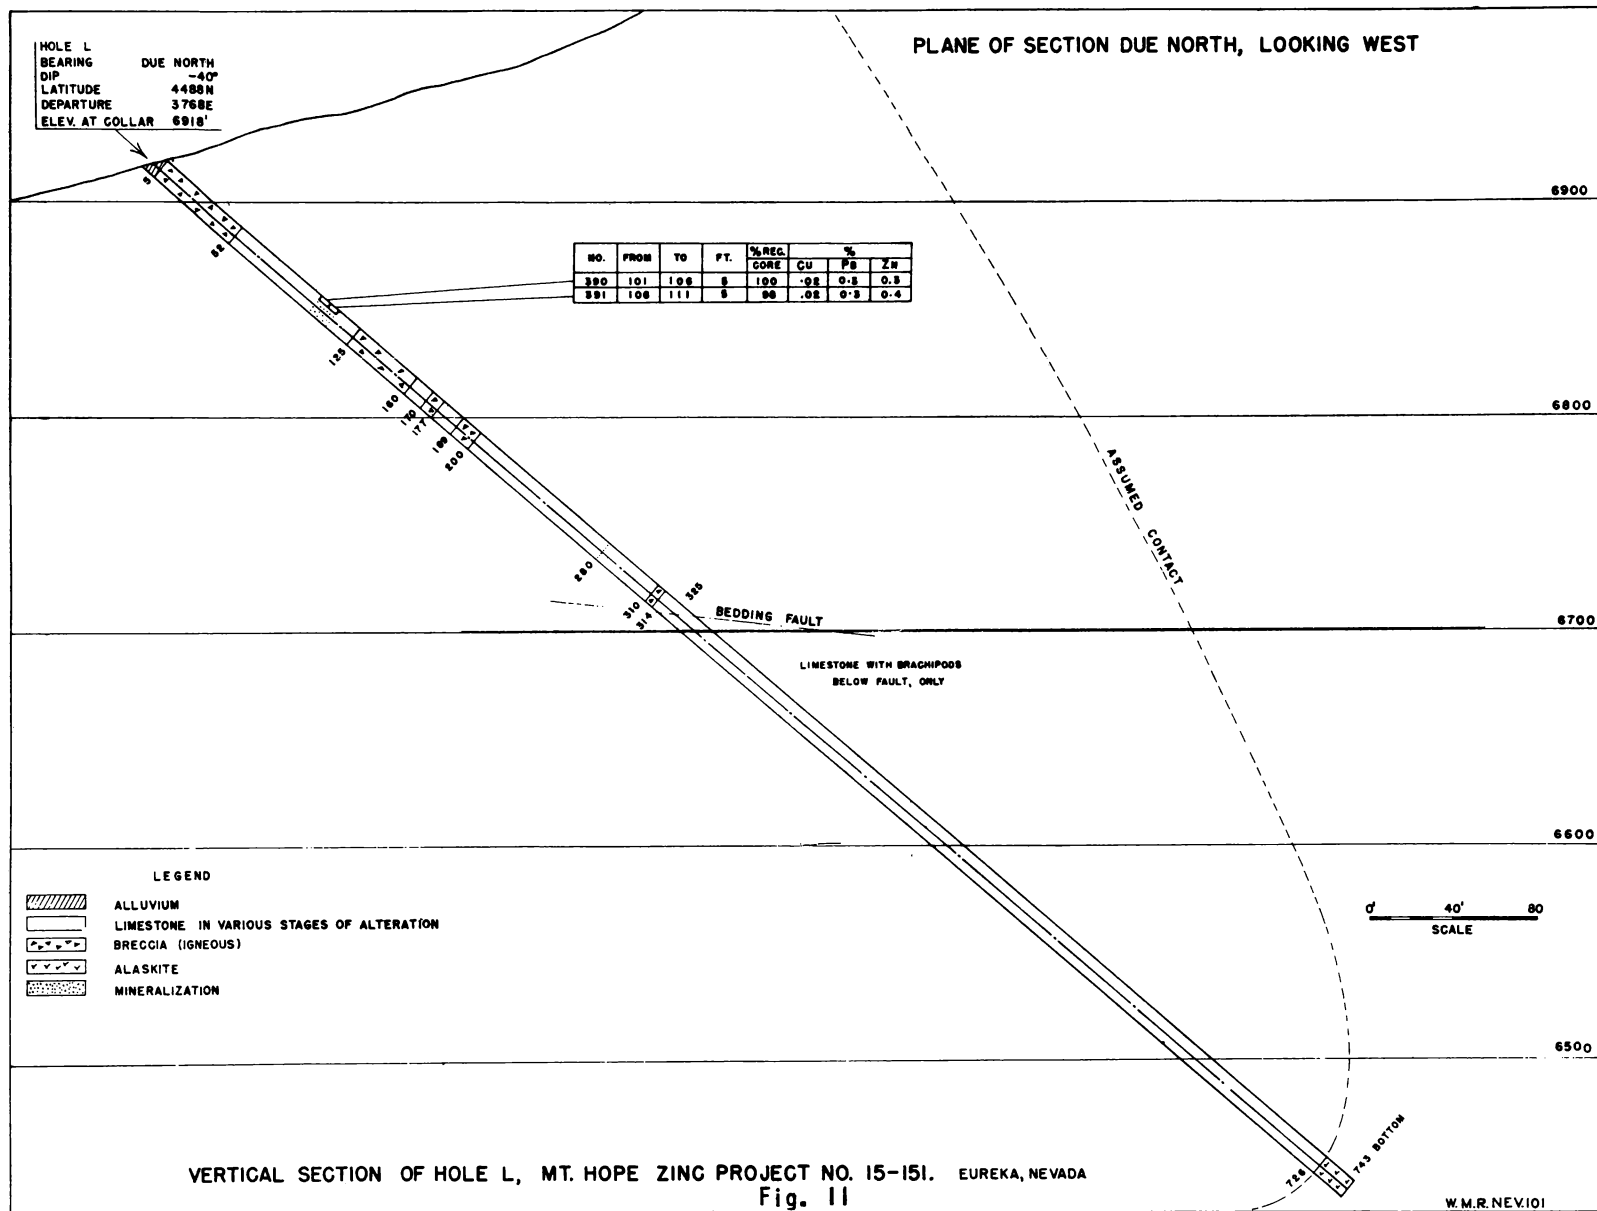 PLANE OF SECTION DUE NORTH, LOOKING WEST
HOLE L
BEARING DUE NORTH
DIP -40°
LATITUDE 4488N
DEPARTURE 3768E
ELEV. AT COLLAR 6918'
5
52
125
160
170
177
189
200
280
310
314
325
NO. FROM TO FT. % REC. CORE % CU PB ZN
390 101 106 5 100 .02 0.5 0.5
391 106 111 5 98 .02 0.3 0.4
6900
6800
6700
6600
6500
ASSUMED CONTACT
BEDDING FAULT
LIMESTONE WITH BRACHIPODS
BELOW FAULT, ONLY
LEGEND
ALLUVIUM
LIMESTONE IN VARIOUS STAGES OF ALTERATION
BRECCIA (IGNEOUS)
ALASKITE
MINERALIZATION
0' 40' 80
SCALE
726
743 BOTTOM
VERTICAL SECTION OF HOLE L, MT. HOPE ZINC PROJECT NO. 15-151. EUREKA, NEVADA
Fig. 11
W.M.R. NEV.101